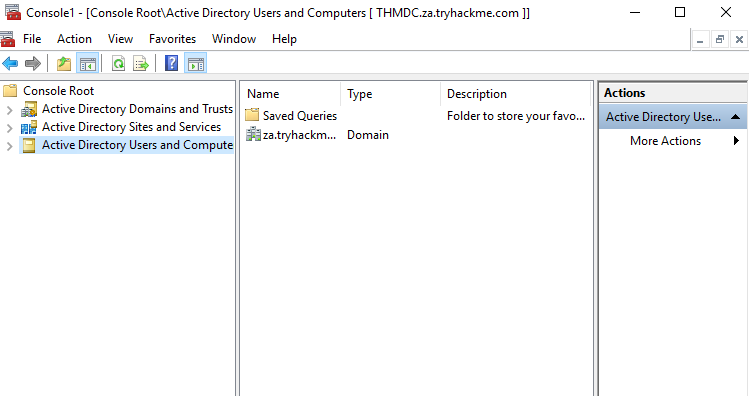 Console1 - [Console Root\Active Directory Users and Computers [ THMDC.za.tryhackme.com ]]
File Action View Favorites Window Help
Console Root
Active Directory Domains and Trusts
Active Directory Sites and Services
Active Directory Users and Compute
Name Type Description
Saved Queries Folder to store your favo...
za.tryhackm... Domain
Actions
Active Directory Use...
More Actions